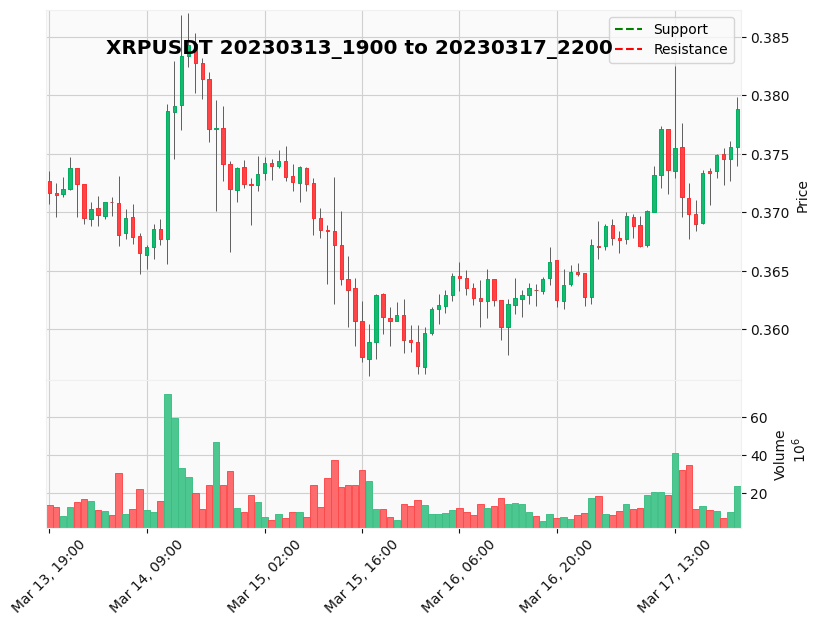 XRPUSDT 20230313_1900 to 20230317_2200
Support
Resistance
0.385
0.380
0.375
0.370
0.365
0.360
Price
60
40
20
Volume
10^6
Mar 13, 19:00
Mar 14, 09:00
Mar 15, 02:00
Mar 15, 16:00
Mar 16, 06:00
Mar 16, 20:00
Mar 17, 13:00